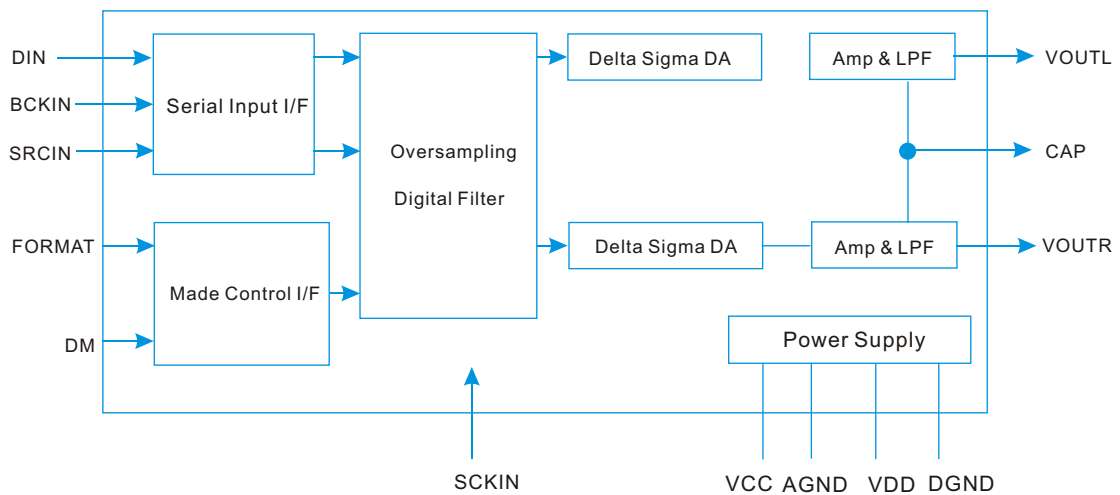 DIN
BCKIN
SRCIN
FORMAT
DM
Serial Input I/F
Made Control I/F
Oversampling
Digital Filter
Delta Sigma DA
Delta Sigma DA
Amp & LPF
Amp & LPF
VOUTL
CAP
VOUTR
Power Supply
SCKIN
VCC AGND VDD DGND